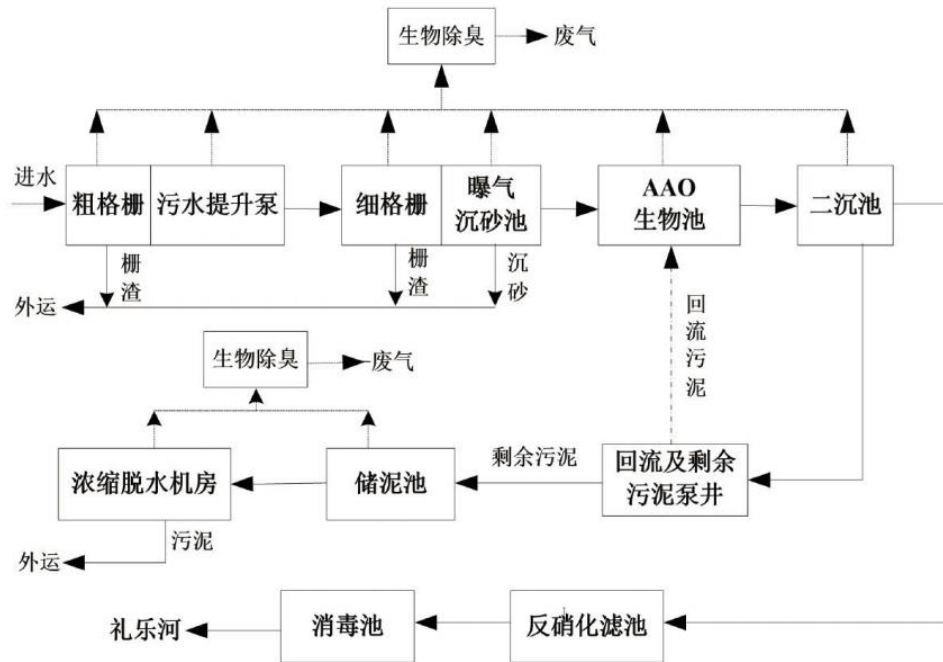 生物除臭
废气
进水
粗格栅
污水提升泵
细格栅
曝气
沉砂池
AAO
生物池
二沉池
栅
渣
栅
渣
沉
砂
外运
回
流
污
泥
生物除臭
废气
浓缩脱水机房
储泥池
剩余污泥
回流及剩余
污泥泵井
污泥
外运
礼乐河
消毒池
反硝化滤池